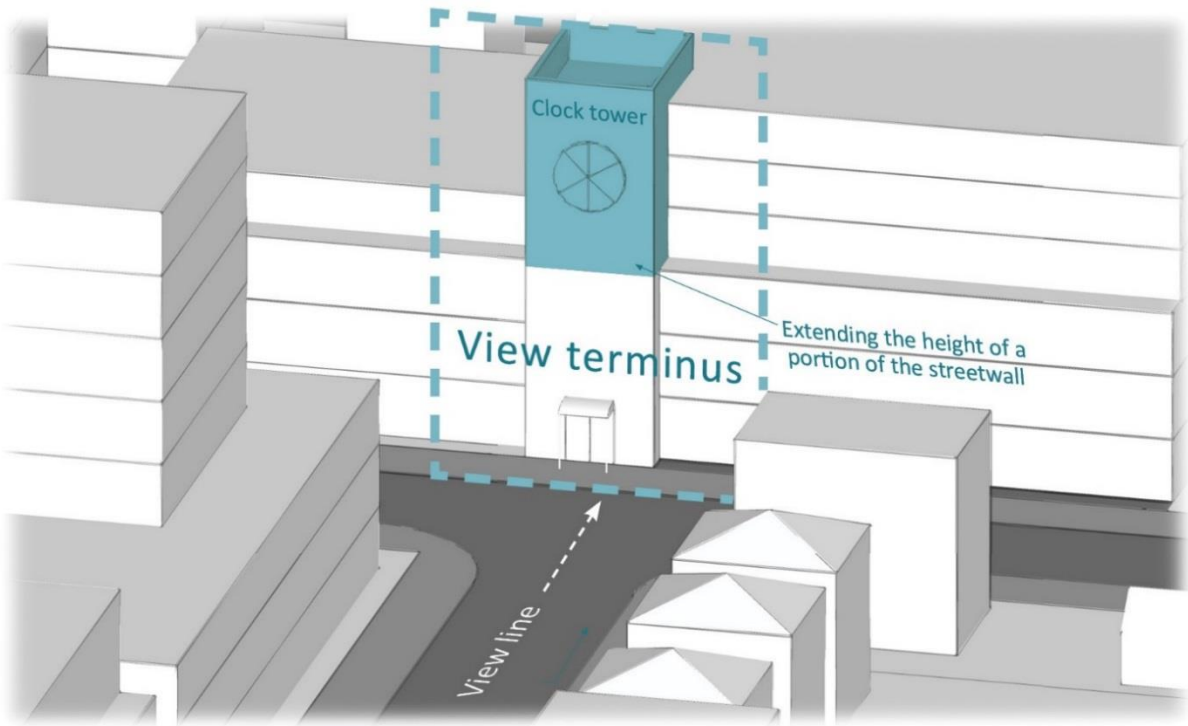 Clock tower
View terminus
Extending the height of a
portion of the streetwall
View line